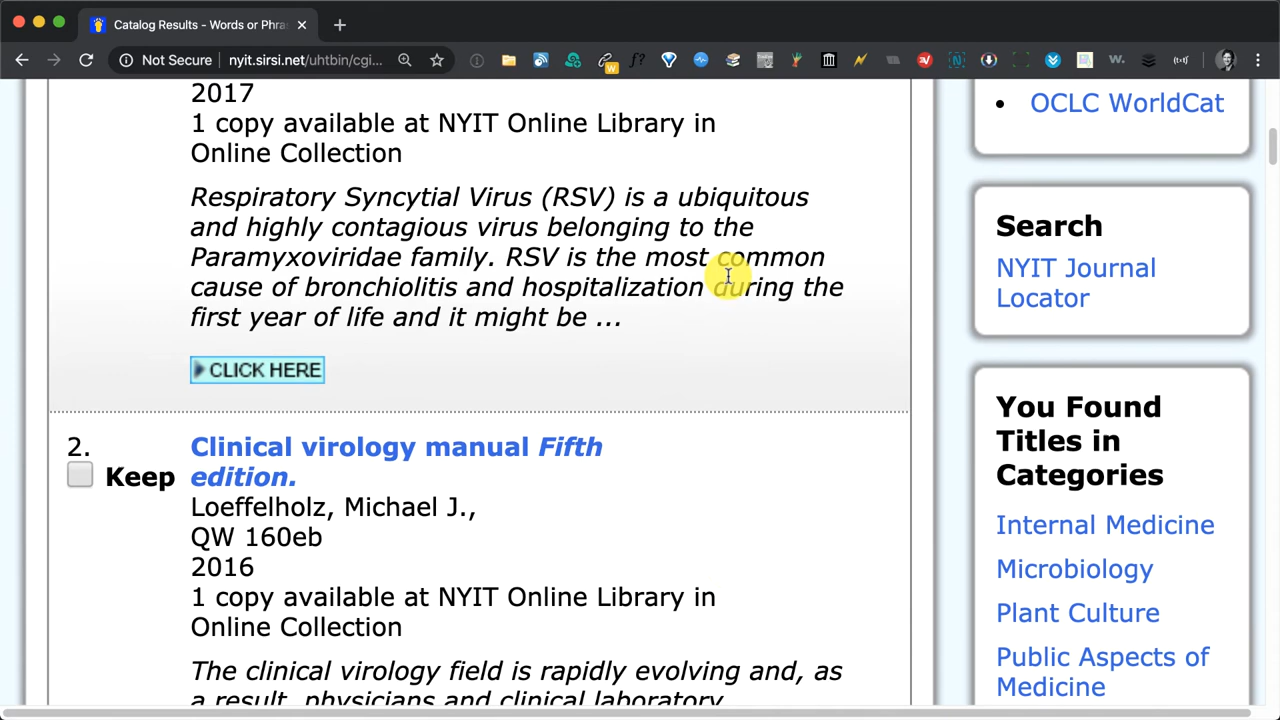 Catalog Results - Words or Phra
Not Secure
nyit.sirsi.net/uhtbin/cgi...
2017
1 copy available at NYIT Online Library in
Online Collection
Respiratory Syncytial Virus (RSV) is a ubiquitous
and highly contagious virus belonging to the
Paramyxoviridae family. RSV is the most common
cause of bronchiolitis and hospitalization during the
first year of life and it might be ...
CLICK HERE
2.
Keep
Clinical virology manual Fifth
edition.
Loeffelholz, Michael J.,
QW 160eb
2016
1 copy available at NYIT Online Library in
Online Collection
The clinical virology field is rapidly evolving and, as
a result, physicians and clinical laboratory
OCLC WorldCat
Search
NYIT Journal
Locator
You Found
Titles in
Categories
Internal Medicine
Microbiology
Plant Culture
Public Aspects of
Medicine